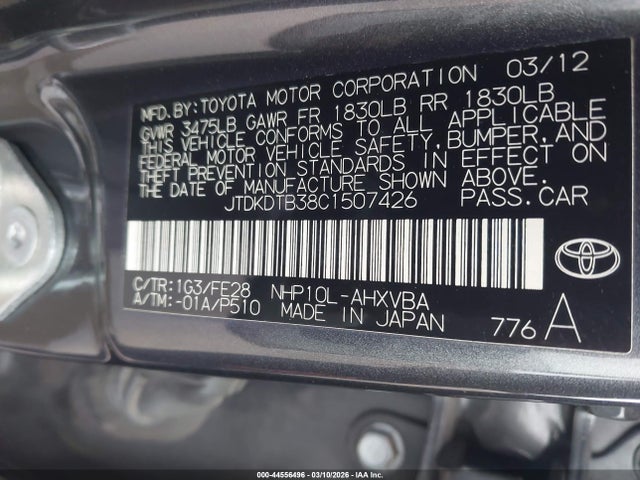 MFD. BY: TOYOTA MOTOR CORPORATION 03/12
GVWR 3475LB GAWR FR 1830LB RR 1830LB
THIS VEHICLE CONFORMS TO ALL APPLICABLE
FEDERAL MOTOR VEHICLE SAFETY, BUMPER, AND
THEFT PREVENTION STANDARDS IN EFFECT ON
THE DATE OF MANUFACTURE SHOWN ABOVE.
JTDKDTB38C1507426 PASS.CAR
C/TR: 1G3/FE28 NHP10L-AHXVBA
A/TM: -01A/P510 MADE IN JAPAN 776 A
000-44556496 - 03/10/2026 - IAA Inc.